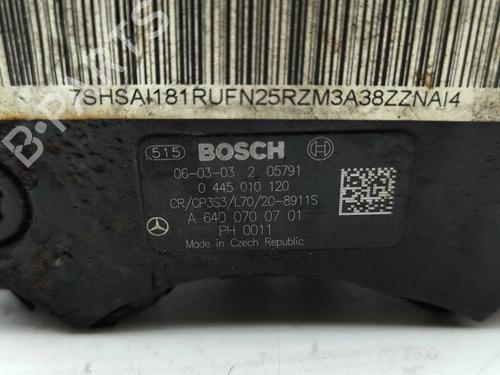 B-PARTS
7SHSAI181RUFN25RZM3A38ZZNAI4
515 BOSCH
06-03-03 2 05791
0 445 010 120
CR/CP3S3/L70/20-8911S
A 640 070 07 01
PH 0011
Made in Czech Republic